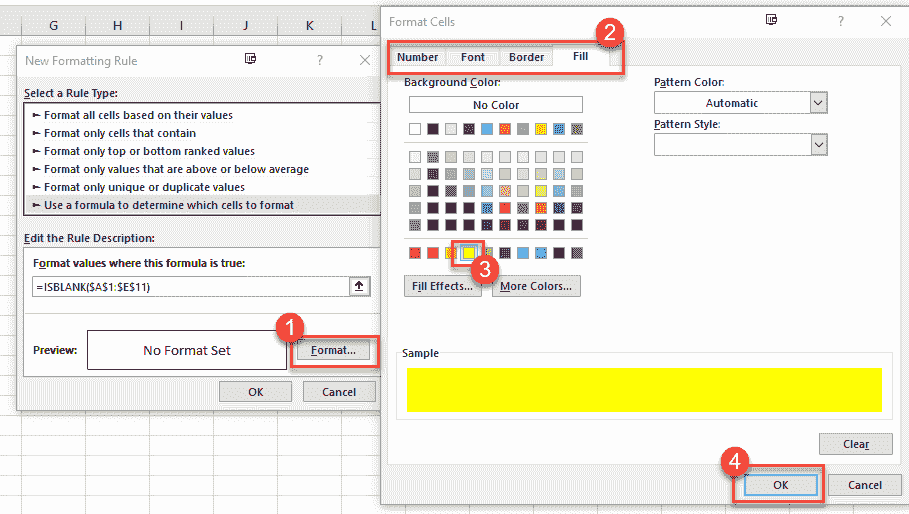 G H I J K L
New Formatting Rule ?
Select a Rule Type:
► Format all cells based on their values
► Format only cells that contain
► Format only top or bottom ranked values
► Format only values that are above or below average
► Format only unique or duplicate values
► Use a formula to determine which cells to format
Edit the Rule Description:
Format values where this formula is true:
=ISBLANK($A$1:$E$11)
1
Preview:
No Format Set
Format...
OK Cancel
Format Cells ?
2
Number Font Border Fill
Background Color:
No Color
3
Fill Effects... More Colors...
Pattern Color:
Automatic
Pattern Style:
Sample
Clear
4
OK Cancel